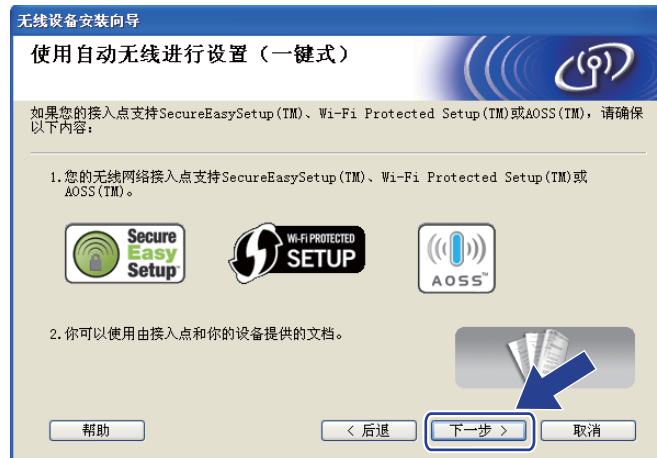 无线设备安装向导
使用自动无线进行设置（一键式）
如果您的接入点支持SecureEasySetup(TM)、Wi-Fi Protected Setup(TM)或AOSS(TM)，请确保
以下内容：
1.您的无线网络接入点支持SecureEasySetup(TM)、Wi-Fi Protected Setup(TM)或
AOSS(TM)。
Secure
Easy
Setup™
Wi-Fi PROTECTED
SETUP
AOSS™
2.你可以使用由接入点和你的设备提供的文档。
帮助
< 后退
下一步 >
取消